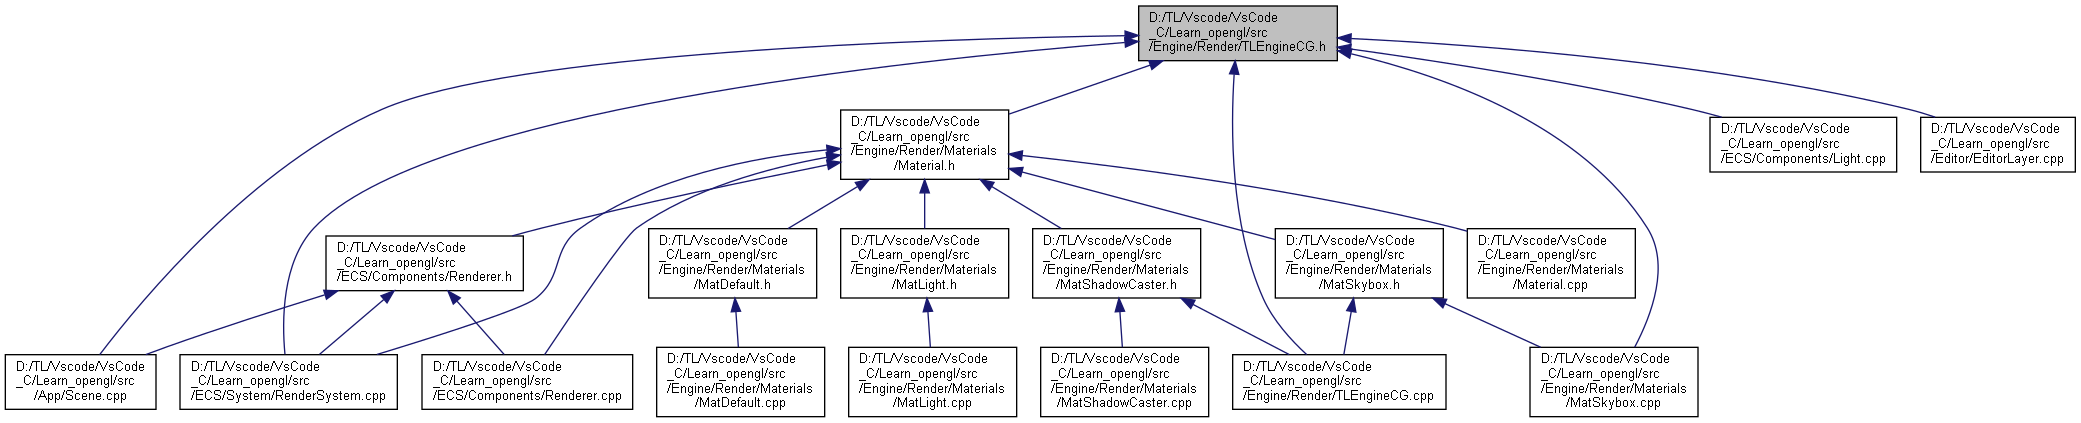 D:/TL/Vscode/VsCode
_C/Learn_opengl/src
/Engine/Render/TLEngineCG.h
D:/TL/Vscode/VsCode
_C/Learn_opengl/src
/Engine/Render/Materials
/Material.h
D:/TL/Vscode/VsCode
_C/Learn_opengl/src
/ECS/Components/Light.cpp
D:/TL/Vscode/VsCode
_C/Learn_opengl/src
/Editor/EditorLayer.cpp
D:/TL/Vscode/VsCode
_C/Learn_opengl/src
/ECS/Components/Renderer.h
D:/TL/Vscode/VsCode
_C/Learn_opengl/src
/Engine/Render/Materials
/MatDefault.h
D:/TL/Vscode/VsCode
_C/Learn_opengl/src
/Engine/Render/Materials
/MatLight.h
D:/TL/Vscode/VsCode
_C/Learn_opengl/src
/Engine/Render/Materials
/MatShadowCaster.h
D:/TL/Vscode/VsCode
_C/Learn_opengl/src
/Engine/Render/Materials
/MatSkybox.h
D:/TL/Vscode/VsCode
_C/Learn_opengl/src
/Engine/Render/Materials
/Material.cpp
D:/TL/Vscode/VsCode
_C/Learn_opengl/src
/App/Scene.cpp
D:/TL/Vscode/VsCode
_C/Learn_opengl/src
/ECS/System/RenderSystem.cpp
D:/TL/Vscode/VsCode
_C/Learn_opengl/src
/ECS/Components/Renderer.cpp
D:/TL/Vscode/VsCode
_C/Learn_opengl/src
/Engine/Render/Materials
/MatDefault.cpp
D:/TL/Vscode/VsCode
_C/Learn_opengl/src
/Engine/Render/Materials
/MatLight.cpp
D:/TL/Vscode/VsCode
_C/Learn_opengl/src
/Engine/Render/Materials
/MatShadowCaster.cpp
D:/TL/Vscode/VsCode
_C/Learn_opengl/src
/Engine/Render/TLEngineCG.cpp
D:/TL/Vscode/VsCode
_C/Learn_opengl/src
/Engine/Render/Materials
/MatSkybox.cpp